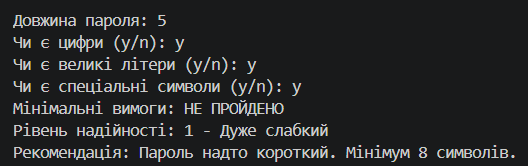 Довжина пароля: 5
Чи є цифри (y/n): y
Чи є великі літери (y/n): y
Чи є спеціальні символи (y/n): y
Мінімальні вимоги: НЕ ПРОЙДЕНО
Рівень надійності: 1 - Дуже слабкий
Рекомендація: Пароль надто короткий. Мінімум 8 символів.